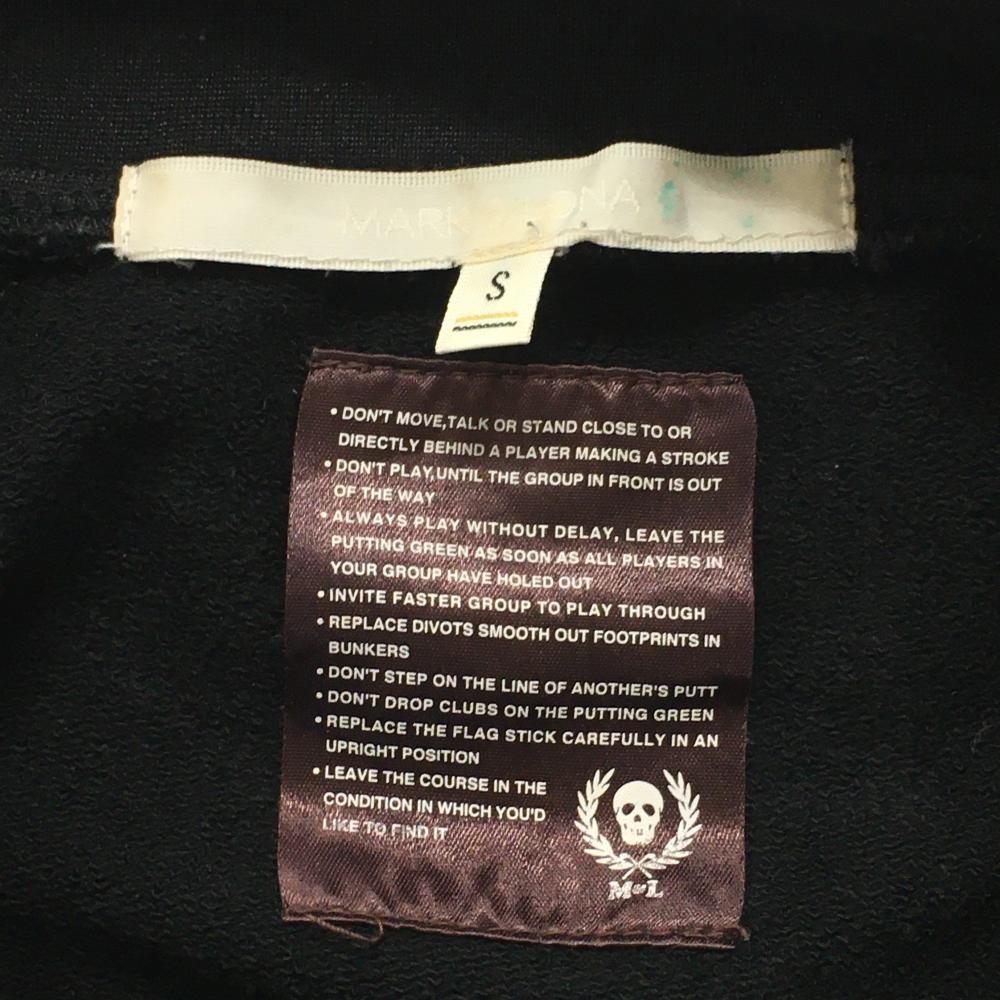 MARK ONA
S
• DON'T MOVE,TALK OR STAND CLOSE TO OR
DIRECTLY BEHIND A PLAYER MAKING A STROKE
• DON'T PLAY,UNTIL THE GROUP IN FRONT IS OUT
OF THE WAY
• ALWAYS PLAY WITHOUT DELAY, LEAVE THE
PUTTING GREEN AS SOON AS ALL PLAYERS IN
YOUR GROUP HAVE HOLED OUT
• INVITE FASTER GROUP TO PLAY THROUGH
• REPLACE DIVOTS SMOOTH OUT FOOTPRINTS IN
BUNKERS
• DON'T STEP ON THE LINE OF ANOTHER'S PUTT
• DON'T DROP CLUBS ON THE PUTTING GREEN
• REPLACE THE FLAG STICK CAREFULLY IN AN
UPRIGHT POSITION
• LEAVE THE COURSE IN THE
CONDITION IN WHICH YOU'D
LIKE TO FIND IT
M&L